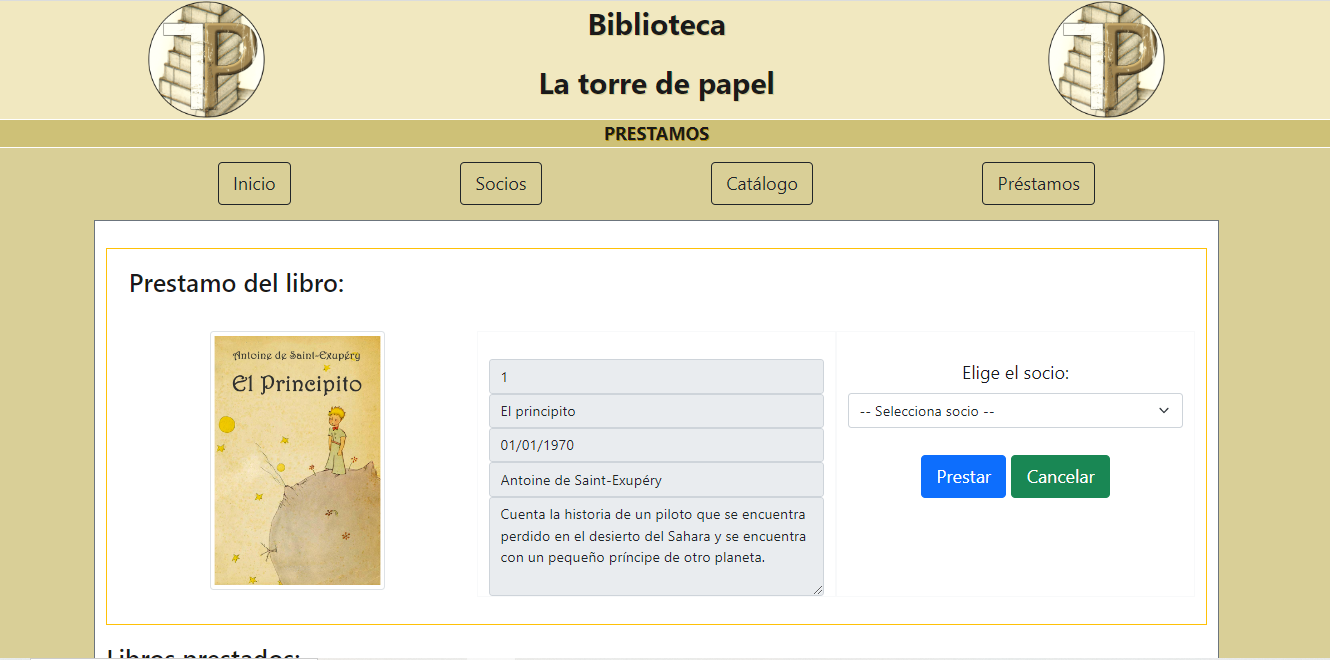 TP
Biblioteca
TP
La torre de papel
PRESTAMOS
Inicio
Socios
Catálogo
Préstamos
Prestamo del libro:
Antoine de Saint-Exupéry
El Principito
1
El principito
01/01/1970
Antoine de Saint-Exupéry
Cuenta la historia de un piloto que se encuentra
perdido en el desierto del Sahara y se encuentra
con un pequeño príncipe de otro planeta.
Elige el socio:
-- Selecciona socio --
Prestar
Cancelar
Libros prestados: